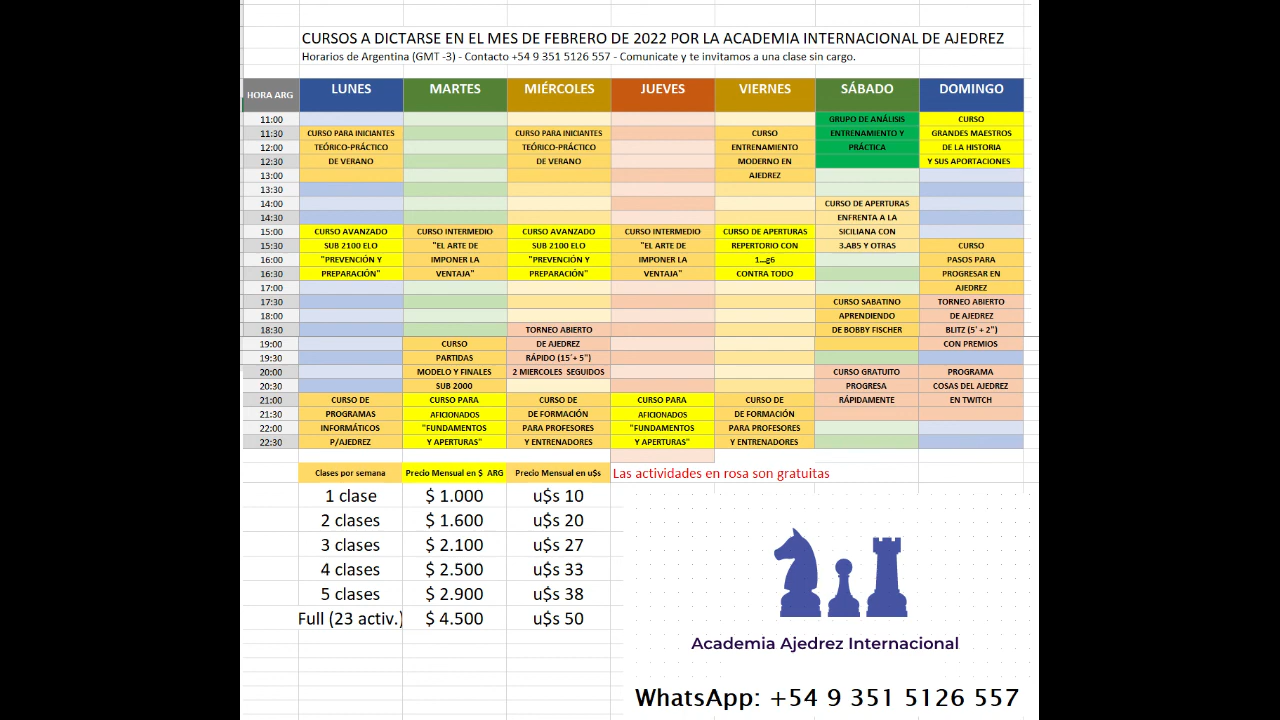 CURSOS A DICTARSE EN EL MES DE FEBRERO DE 2022 POR LA ACADEMIA INTERNACIONAL DE AJEDREZ
Horarios de Argentina (GMT -3) - Contacto +54 9 351 5126 557 - Comunicate y te invitamos a una clase sin cargo.
HORA ARG LUNES MARTES MIÉRCOLES JUEVES VIERNES SÁBADO DOMINGO
11:00 GRUPO DE ANÁLISIS CURSO
11:30 CURSO PARA INICIANTES CURSO PARA INICIANTES CURSO ENTRENAMIENTO Y GRANDES MAESTROS
12:00 TEÓRICO-PRÁCTICO TEÓRICO-PRÁCTICO ENTRENAMIENTO PRÁCTICA DE LA HISTORIA
12:30 DE VERANO DE VERANO MODERNO EN Y SUS APORTACIONES
13:00 AJEDREZ
13:30
14:00 CURSO DE APERTURAS
14:30 ENFRENTA A LA
15:00 CURSO AVANZADO CURSO INTERMEDIO CURSO AVANZADO CURSO INTERMEDIO CURSO DE APERTURAS SICILIANA CON
15:30 SUB 2100 ELO "EL ARTE DE SUB 2100 ELO "EL ARTE DE REPERTORIO CON 3.AB5 Y OTRAS CURSO
16:00 "PREVENCIÓN Y IMPONER LA "PREVENCIÓN Y IMPONER LA 1...g6 PASOS PARA
16:30 PREPARACIÓN" VENTAJA" PREPARACIÓN" VENTAJA" CONTRA TODO PROGRESAR EN
17:00 AJEDREZ
17:30 CURSO SABATINO TORNEO ABIERTO
18:00 APRENDIENDO DE AJEDREZ
18:30 TORNEO ABIERTO DE BOBBY FISCHER BLITZ (5' + 2")
19:00 CURSO DE AJEDREZ CON PREMIOS
19:30 PARTIDAS RÁPIDO (15´+ 5")
20:00 MODELO Y FINALES 2 MIERCOLES SEGUIDOS CURSO GRATUITO PROGRAMA
20:30 SUB 2000 PROGRESA COSAS DEL AJEDREZ
21:00 CURSO DE CURSO PARA CURSO DE CURSO PARA CURSO DE RÁPIDAMENTE EN TWITCH
21:30 PROGRAMAS AFICIONADOS DE FORMACIÓN AFICIONADOS DE FORMACIÓN
22:00 INFORMÁTICOS "FUNDAMENTOS PARA PROFESORES "FUNDAMENTOS PARA PROFESORES
22:30 P/AJEDREZ Y APERTURAS" Y ENTRENADORES Y APERTURAS" Y ENTRENADORES
Clases por semana Precio Mensual en $ ARG Precio Mensual en u$s Las actividades en rosa son gratuitas
1 clase $ 1.000 u$s 10
2 clases $ 1.600 u$s 20
3 clases $ 2.100 u$s 27
4 clases $ 2.500 u$s 33
5 clases $ 2.900 u$s 38
Full (23 activ.) $ 4.500 u$s 50
Academia Ajedrez Internacional
WhatsApp: +54 9 351 5126 557